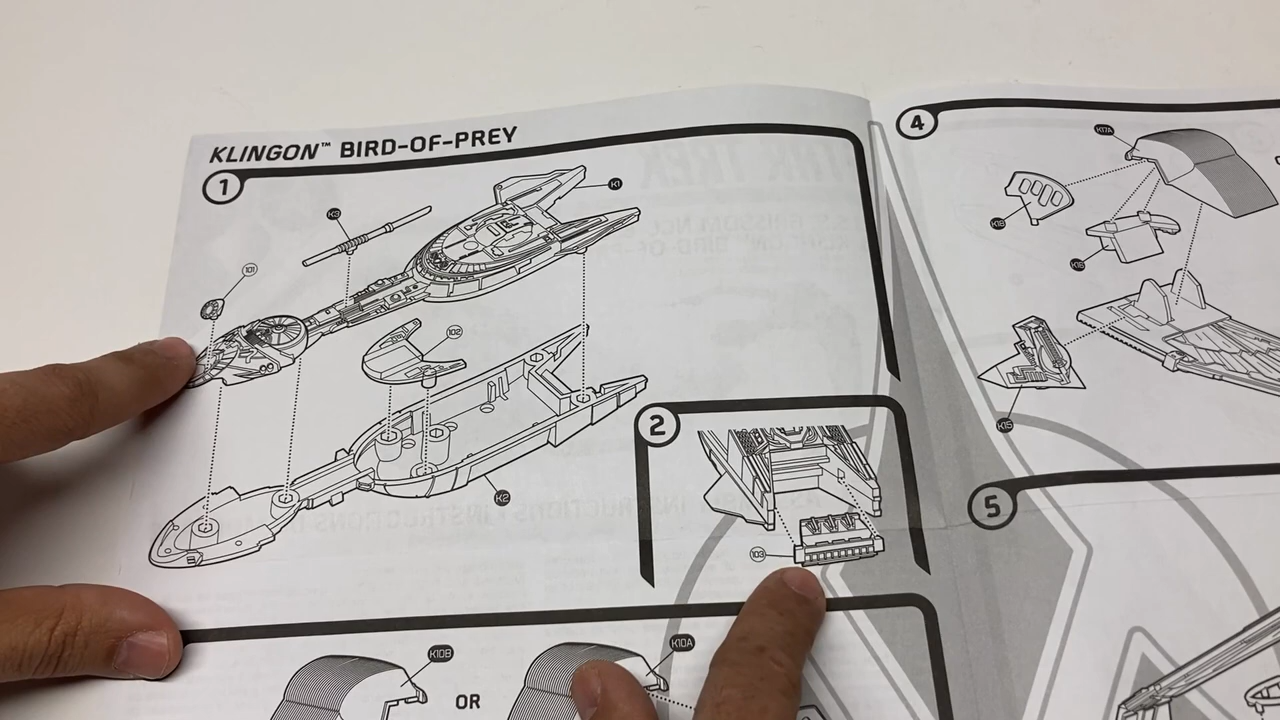 KLINGON™ BIRD-OF-PREY
1
K1
K3
101
102
K2
2
103
K10B
OR
K10A
4
K17A
K18
K16
K15
5